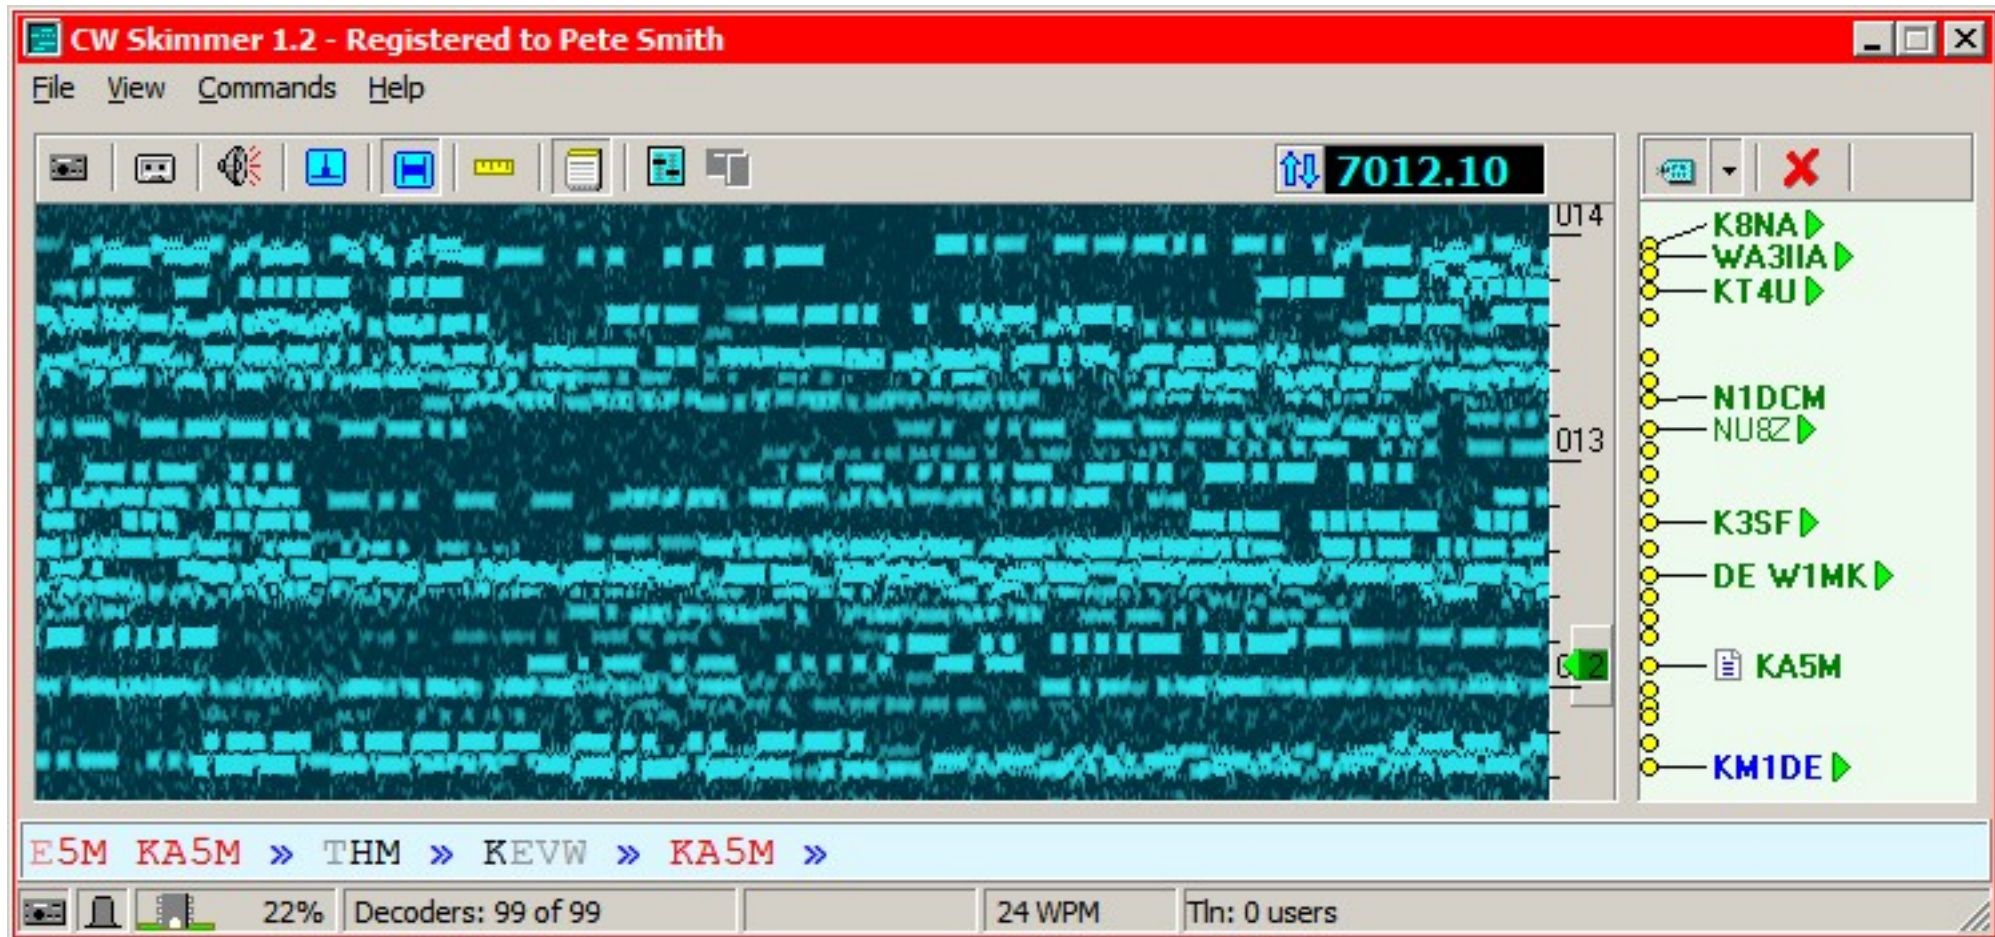 CW Skimmer 1.2 - Registered to Pete Smith
File View Commands Help
7012.10
014
013
2
K8NA
WA3IIA
KT4U
N1DCM
NU8Z
K3SF
DE W1MK
KA5M
KM1DE
E5M KA5M » THM » KEVW » KA5M »
22% Decoders: 99 of 99 24 WPM Tln: 0 users